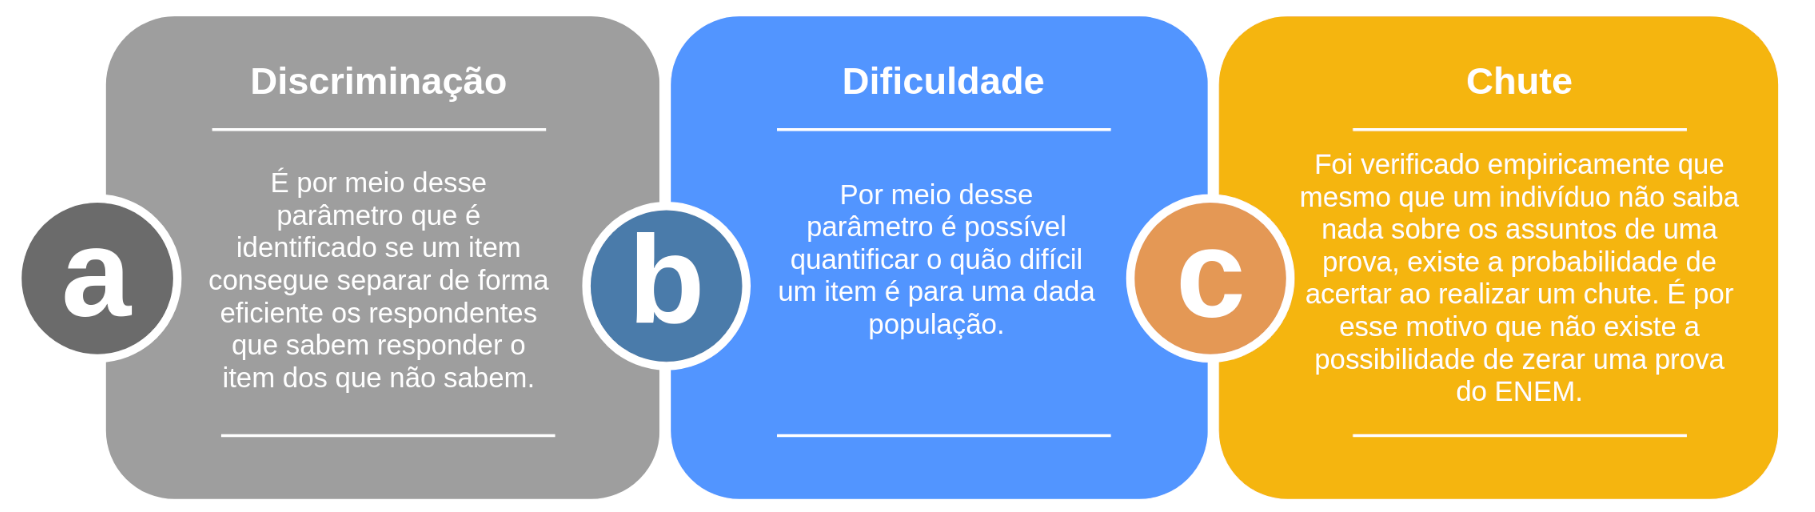 a
Discriminação
É por meio desse
parâmetro que é
identificado se um item
consegue separar de forma
eficiente os respondentes
que sabem responder o
item dos que não sabem.
b
Dificuldade
Por meio desse
parâmetro é possível
quantificar o quão difícil
um item é para uma dada
população.
c
Chute
Foi verificado empiricamente que
mesmo que um indivíduo não saiba
nada sobre os assuntos de uma
prova, existe a probabilidade de
acertar ao realizar um chute. É por
esse motivo que não existe a
possibilidade de zerar uma prova
do ENEM.